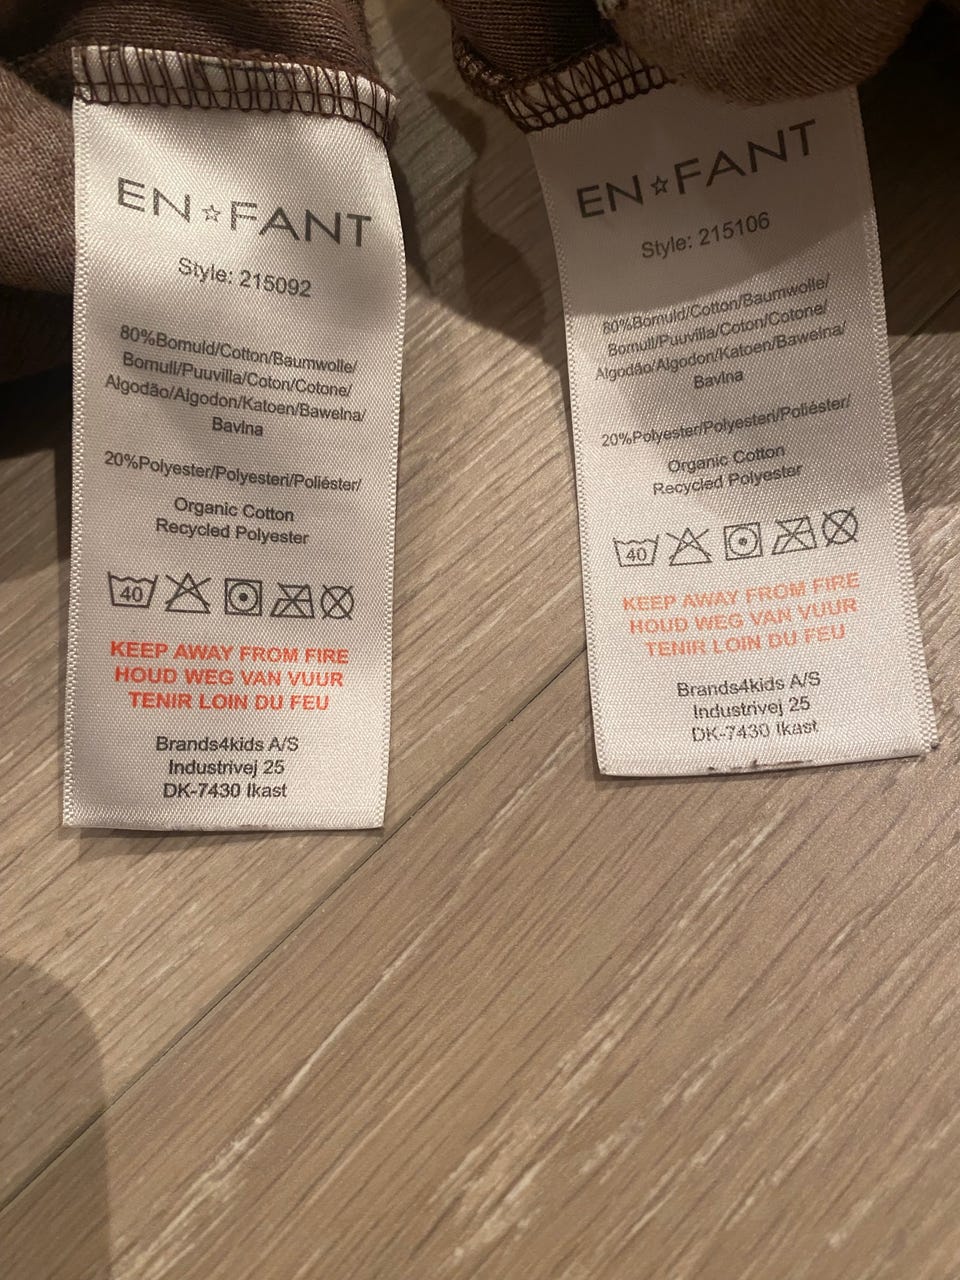 EN☆FANT
Style: 215092
80%Bomuld/Cotton/Baumwolle/
Bomull/Puuvilla/Coton/Cotone/
Algodão/Algodon/Katoen/Bawelna/
Bavlna
20%Polyester/Polyesteri/Poliéster/
Organic Cotton
Recycled Polyester
40
KEEP AWAY FROM FIRE
HOUD WEG VAN VUUR
TENIR LOIN DU FEU
Brands4kids A/S
Industrivej 25
DK-7430 Ikast
EN☆FANT
Style: 215106
80%Bomuld/Cotton/Baumwolle/
Bomull/Puuvilla/Coton/Cotone/
Algodão/Algodon/Katoen/Bawelna/
Bavlna
20%Polyester/Polyesteri/Poliéster/
Organic Cotton
Recycled Polyester
40
KEEP AWAY FROM FIRE
HOUD WEG VAN VUUR
TENIR LOIN DU FEU
Brands4kids A/S
Industrivej 25
DK-7430 Ikast